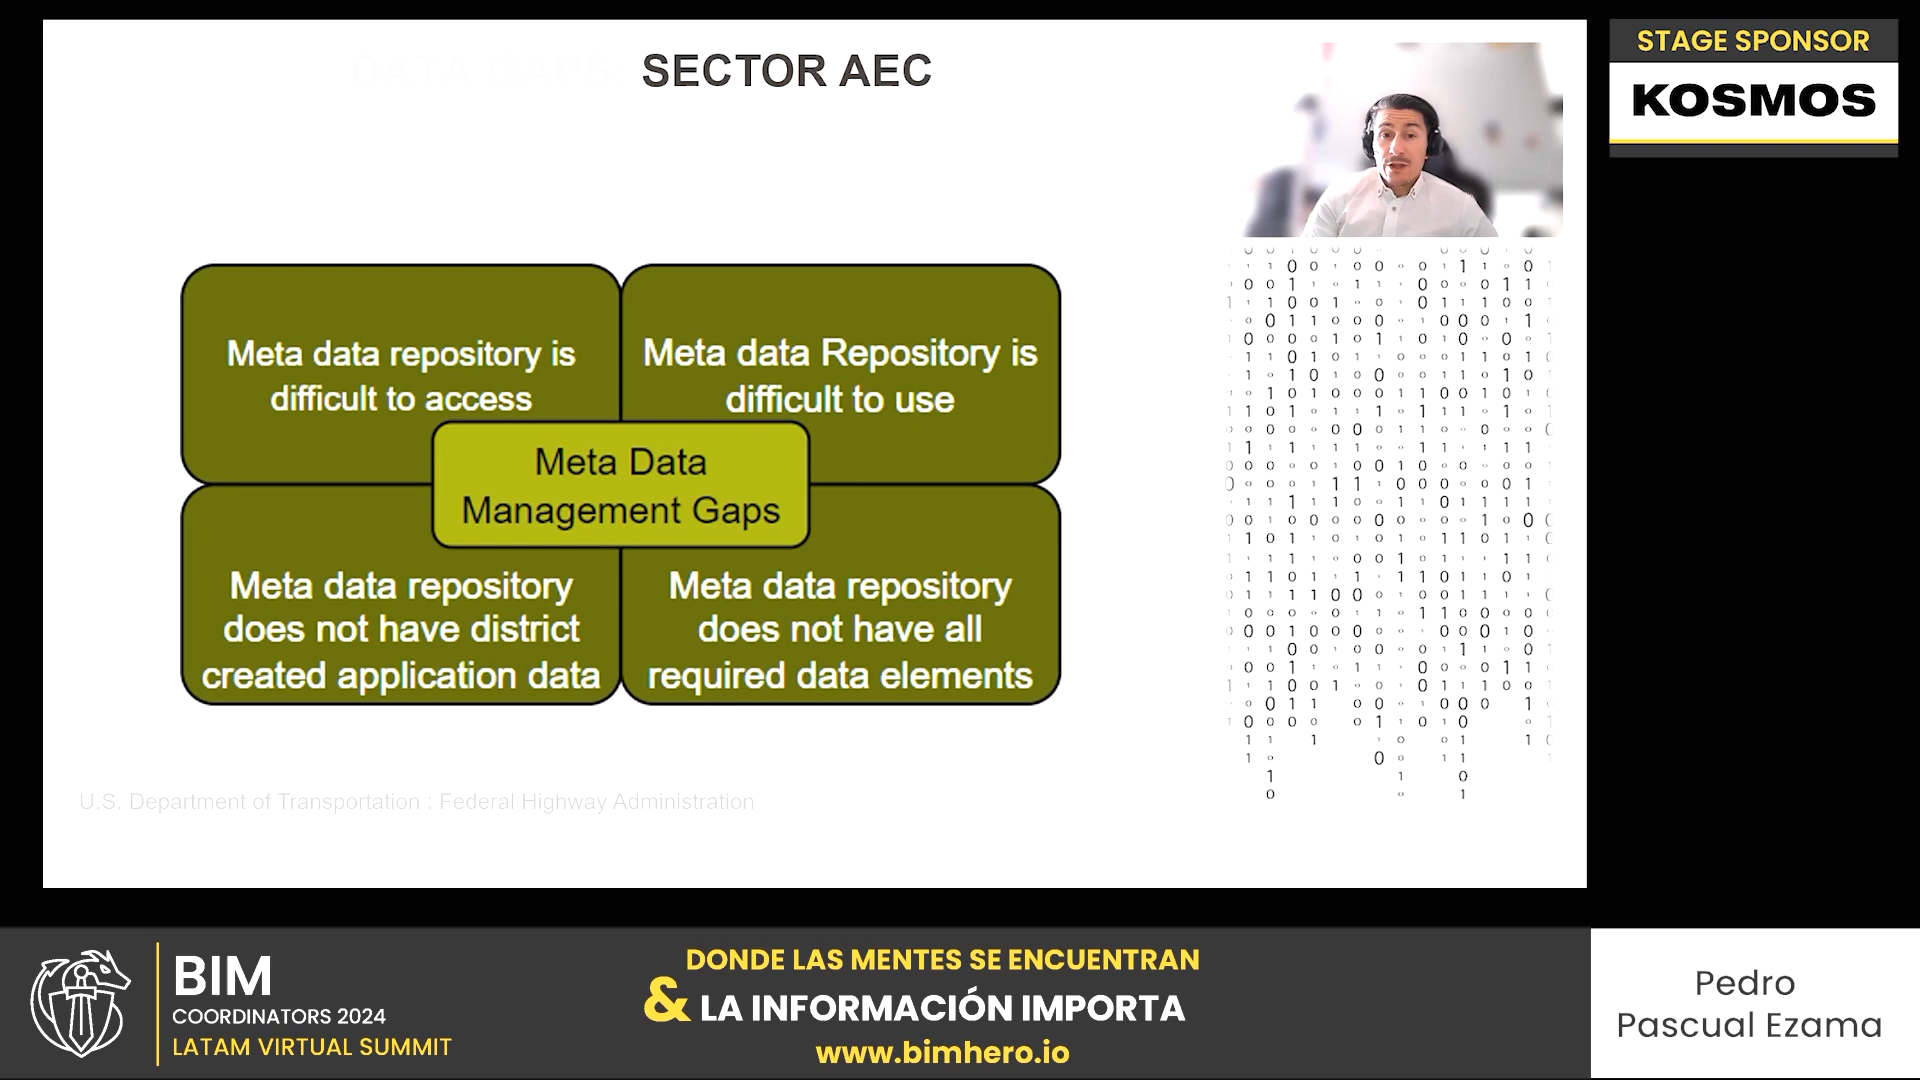 DATA GAPS SECTOR AEC
STAGE SPONSOR
KOSMOS
Meta data repository is
difficult to access
Meta data Repository is
difficult to use
Meta Data
Management Gaps
Meta data repository
does not have district
created application data
Meta data repository
does not have all
required data elements
U.S. Department of Transportation : Federal Highway Administration
BIM
COORDINATORS 2024
LATAM VIRTUAL SUMMIT
DONDE LAS MENTES SE ENCUENTRAN
& LA INFORMACIÓN IMPORTA
www.bimhero.io
Pedro
Pascual Ezama